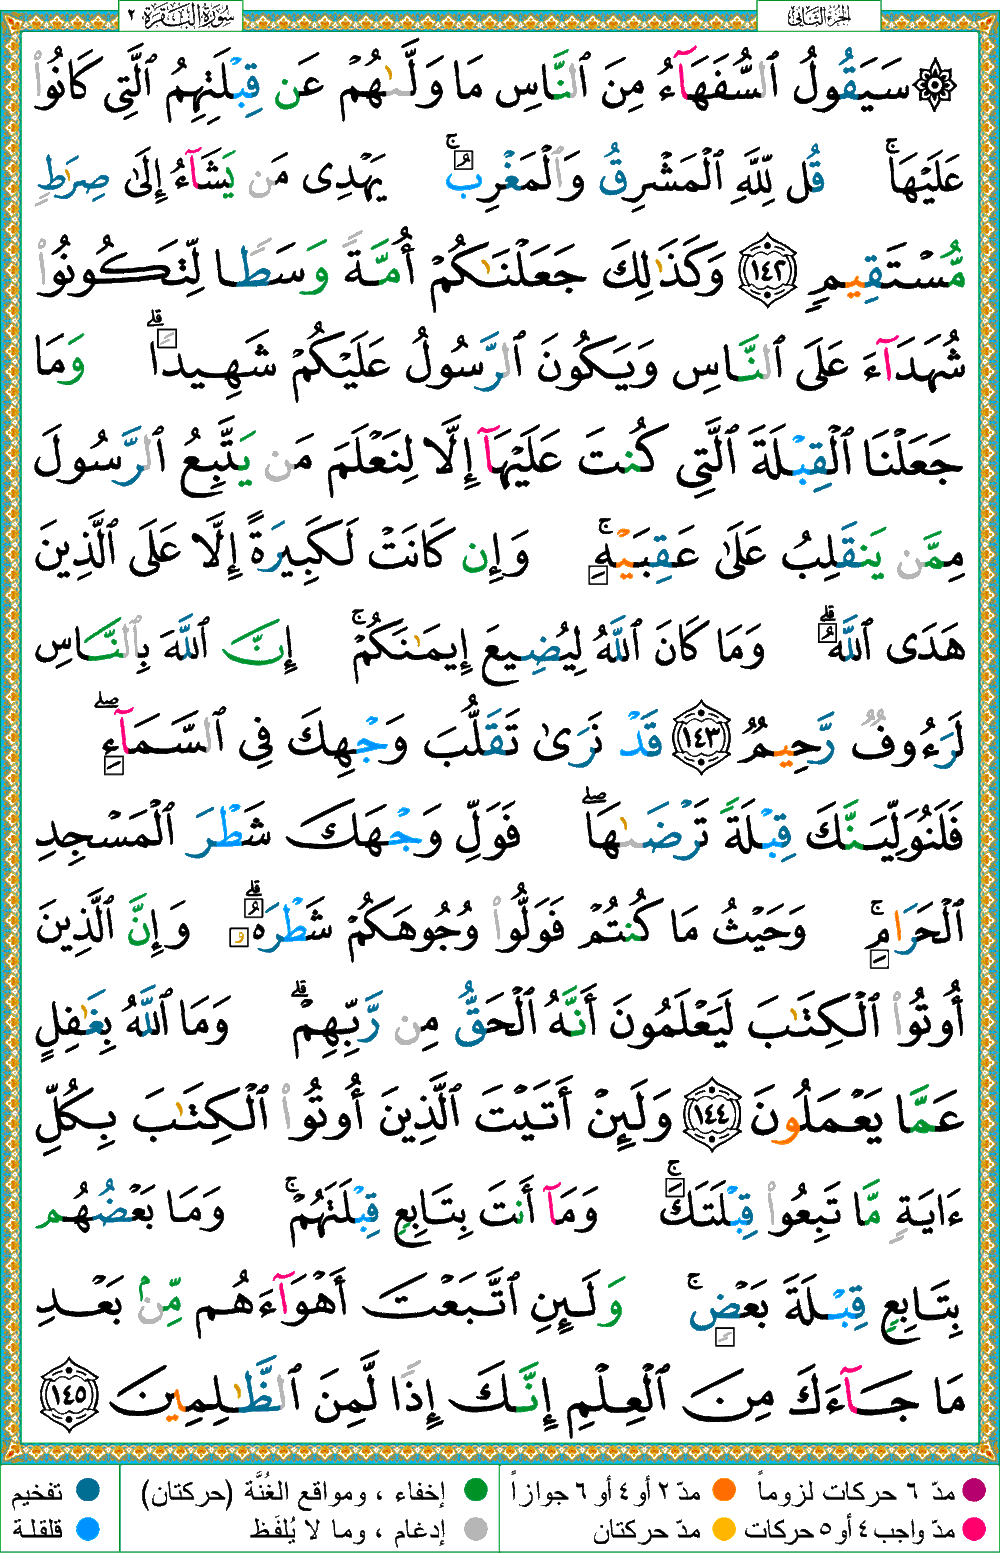 الجزء الثاني
سورة البقرة ٢
۞ سَيَقُولُ ٱلسُّفَهَآءُ مِنَ ٱلنَّاسِ مَا وَلَّىٰهُمْ عَن قِبْلَتِهِمُ ٱلَّتِى كَانُوا۟
عَلَيْهَا ۚ قُل لِّلَّهِ ٱلْمَشْرِقُ وَٱلْمَغْرِبُ ۚ يَهْدِى مَن يَشَآءُ إِلَىٰ صِرَٰطٍ
مُّسْتَقِيمٍ ١٤٢ وَكَذَٰلِكَ جَعَلْنَـٰكُمْ أُمَّةً وَسَطًا لِّتَكُونُوا۟
شُهَدَآءَ عَلَى ٱلنَّاسِ وَيَكُونَ ٱلرَّسُولُ عَلَيْكُمْ شَهِيدًا ۗ وَمَا
جَعَلْنَا ٱلْقِبْلَةَ ٱلَّتِى كُنتَ عَلَيْهَآ إِلَّا لِنَعْلَمَ مَن يَتَّبِعُ ٱلرَّسُولَ
مِمَّن يَنقَلِبُ عَلَىٰ عَقِبَيْهِ ۚ وَإِن كَانَتْ لَكَبِيرَةً إِلَّا عَلَى ٱلَّذِينَ
هَدَى ٱللَّهُ ۗ وَمَا كَانَ ٱللَّهُ لِيُضِيعَ إِيمَـٰنَكُمْ ۚ إِنَّ ٱللَّهَ بِٱلنَّاسِ
لَرَءُوفٌ رَّحِيمٌ ١٤٣ قَدْ نَرَىٰ تَقَلُّبَ وَجْهِكَ فِى ٱلسَّمَآءِ ۖ
فَلَنُوَلِّيَنَّكَ قِبْلَةً تَرْضَىٰهَا ۖ فَوَلِّ وَجْهَكَ شَطْرَ ٱلْمَسْجِدِ
ٱلْحَرَامِ ۚ وَحَيْثُ مَا كُنتُمْ فَوَلُّوا۟ وُجُوهَكُمْ شَطْرَهُۥ ۗ وَإِنَّ ٱلَّذِينَ
أُوتُوا۟ ٱلْكِتَـٰبَ لَيَعْلَمُونَ أَنَّهُ ٱلْحَقُّ مِن رَّبِّهِمْ ۗ وَمَا ٱللَّهُ بِغَـٰفِلٍ
عَمَّا يَعْمَلُونَ ١٤٤ وَلَئِنْ أَتَيْتَ ٱلَّذِينَ أُوتُوا۟ ٱلْكِتَـٰبَ بِكُلِّ
ءَايَةٍ مَّا تَبِعُوا۟ قِبْلَتَكَ ۚ وَمَآ أَنتَ بِتَابِعٍ قِبْلَتَهُمْ ۚ وَمَا بَعْضُهُم
بِتَابِعٍ قِبْلَةَ بَعْضٍ ۚ وَلَئِنِ ٱتَّبَعْتَ أَهْوَآءَهُم مِّنۢ بَعْدِ
مَا جَآءَكَ مِنَ ٱلْعِلْمِ إِنَّكَ إِذًا لَّمِنَ ٱلظَّـٰلِمِينَ ١٤٥
مدّ ٦ حركات لزوماً
مدّ ٢ أو ٤ أو ٦ جوازاً
إخفاء ، ومواقع الغُنَّة (حركتان)
تفخيم
مدّ واجب ٤ أو ٥ حركات
مدّ حركتان
إدغام ، وما لا يُلفَظ
قلقلة